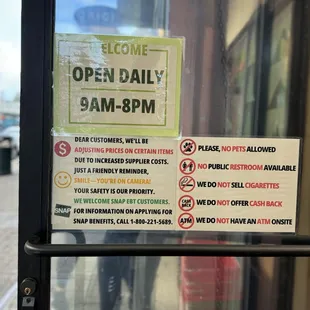 WELCOME
OPEN DAILY
9AM-8PM
DEAR CUSTOMERS, WE'LL BE
$ ADJUSTING PRICES ON CERTAIN ITEMS
DUE TO INCREASED SUPPLIER COSTS.
JUST A FRIENDLY REMINDER,
SMILE—YOU'RE ON CAMERA!
YOUR SAFETY IS OUR PRIORITY.
WE WELCOME SNAP EBT CUSTOMERS.
SNAP FOR INFORMATION ON APPLYING FOR
SNAP BENEFITS, CALL 1-800-221-5689.
PLEASE, NO PETS ALLOWED
NO PUBLIC RESTROOM AVAILABLE
WE DO NOT SELL CIGARETTES
CASH BACK WE DO NOT OFFER CASH BACK
ATM WE DO NOT HAVE AN ATM ONSITE